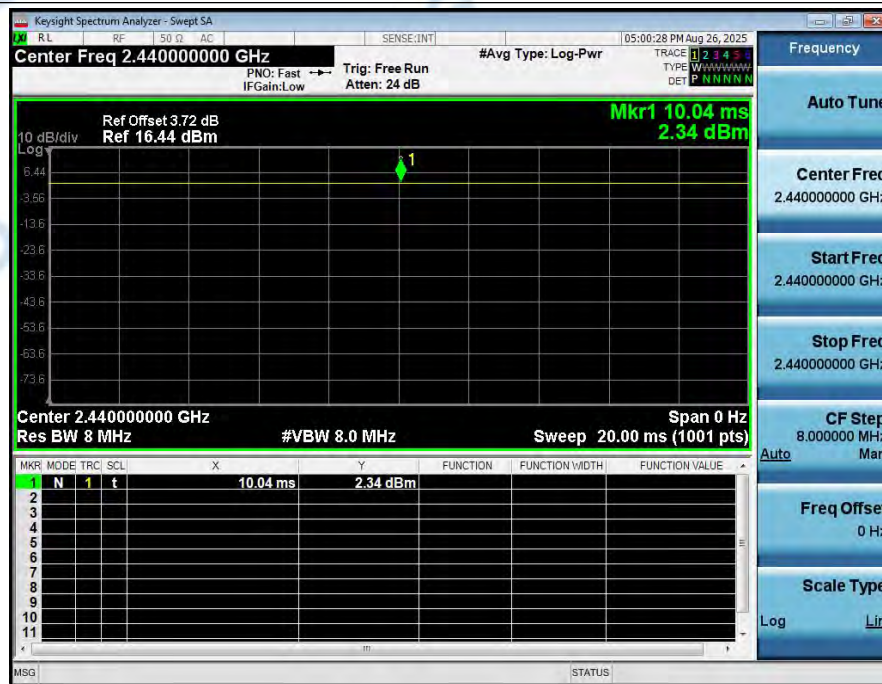 Keysight Spectrum Analyzer - Swept SA
RL RF 50 Ω AC SENSE:INT 05:00:28 PM Aug 26, 2025
Center Freq 2.440000000 GHz
#Avg Type: Log-Pwr
TRACE 1 2 3 4 5 6
TYPE WWWWWW
DET P N N N N N
PNO: Fast
IFGain:Low
Trig: Free Run
Atten: 24 dB
Mkr1 10.04 ms
2.34 dBm
Ref Offset 3.72 dB
10 dB/div Ref 16.44 dBm
Log
1
6.44
-3.56
-13.6
-23.6
-33.6
-43.6
-53.6
-63.6
-73.6
Center 2.440000000 GHz Span 0 Hz
Res BW 8 MHz #VBW 8.0 MHz Sweep 20.00 ms (1001 pts)
MKR MODE TRC SCL X Y FUNCTION FUNCTION WIDTH FUNCTION VALUE
1 N 1 t 10.04 ms 2.34 dBm
2
3
4
5
6
7
8
9
10
11
MSG STATUS
Frequency
Auto Tune
Center Freq
2.440000000 GHz
Start Freq
2.440000000 GHz
Stop Freq
2.440000000 GHz
CF Step
8.000000 MHz
Auto Man
Freq Offset
0 Hz
Scale Type
Log Lin